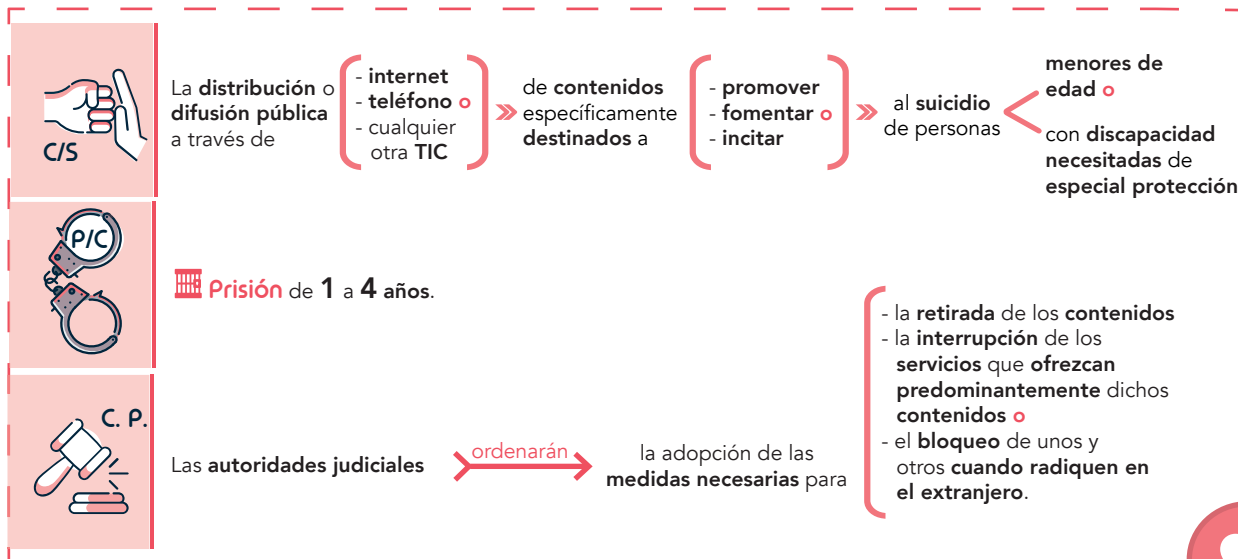 C/S
La distribución o
difusión pública
a través de
- internet
- teléfono o
- cualquier
otra TIC
de contenidos
específicamente
destinados a
- promover
- fomentar o
- incitar
al suicidio
de personas
menores de
edad o
con discapacidad
necesitadas de
especial protección
P/C
Prisión de 1 a 4 años.
C. P.
Las autoridades judiciales
ordenarán
la adopción de las
medidas necesarias para
- la retirada de los contenidos
- la interrupción de los
servicios que ofrezcan
predominantemente dichos
contenidos o
- el bloqueo de unos y
otros cuando radiquen en
el extranjero.